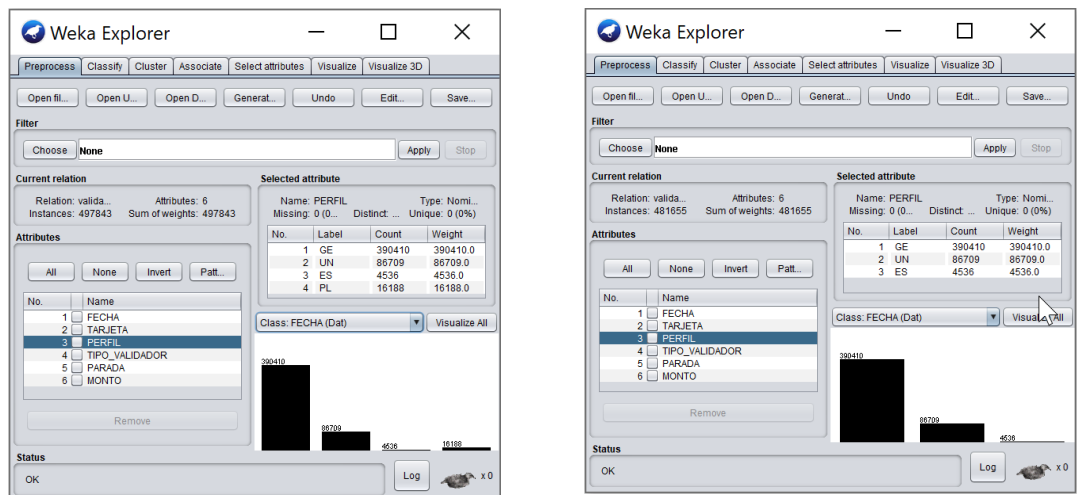 Weka Explorer
Preprocess Classify Cluster Associate Select attributes Visualize Visualize 3D
Open fil... Open U... Open D... Generat... Undo Edit... Save...
Filter
Choose None Apply Stop
Current relation
Relation: valida... Attributes: 6
Instances: 497843 Sum of weights: 497843
Selected attribute
Name: PERFIL Type: Nomi...
Missing: 0 (0... Distinct: ... Unique: 0 (0%)
No. Label Count Weight
1 GE 390410 390410.0
2 UN 86709 86709.0
3 ES 4536 4536.0
4 PL 16188 16188.0
Attributes
All None Invert Patt...
No. Name
1 FECHA
2 TARJETA
3 PERFIL
4 TIPO_VALIDADOR
5 PARADA
6 MONTO
Remove
Class: FECHA (Dat) Visualize All
390410
86709
4536
16188
Status
OK
Log x 0
Weka Explorer
Preprocess Classify Cluster Associate Select attributes Visualize Visualize 3D
Open fil... Open U... Open D... Generat... Undo Edit... Save...
Filter
Choose None Apply Stop
Current relation
Relation: valida... Attributes: 6
Instances: 481655 Sum of weights: 481655
Selected attribute
Name: PERFIL Type: Nomi...
Missing: 0 (0... Distinct: ... Unique: 0 (0%)
No. Label Count Weight
1 GE 390410 390410.0
2 UN 86709 86709.0
3 ES 4536 4536.0
Attributes
All None Invert Patt...
No. Name
1 FECHA
2 TARJETA
3 PERFIL
4 TIPO_VALIDADOR
5 PARADA
6 MONTO
Remove
Class: FECHA (Dat) Visualize All
390410
86709
4536
Status
OK
Log x 0